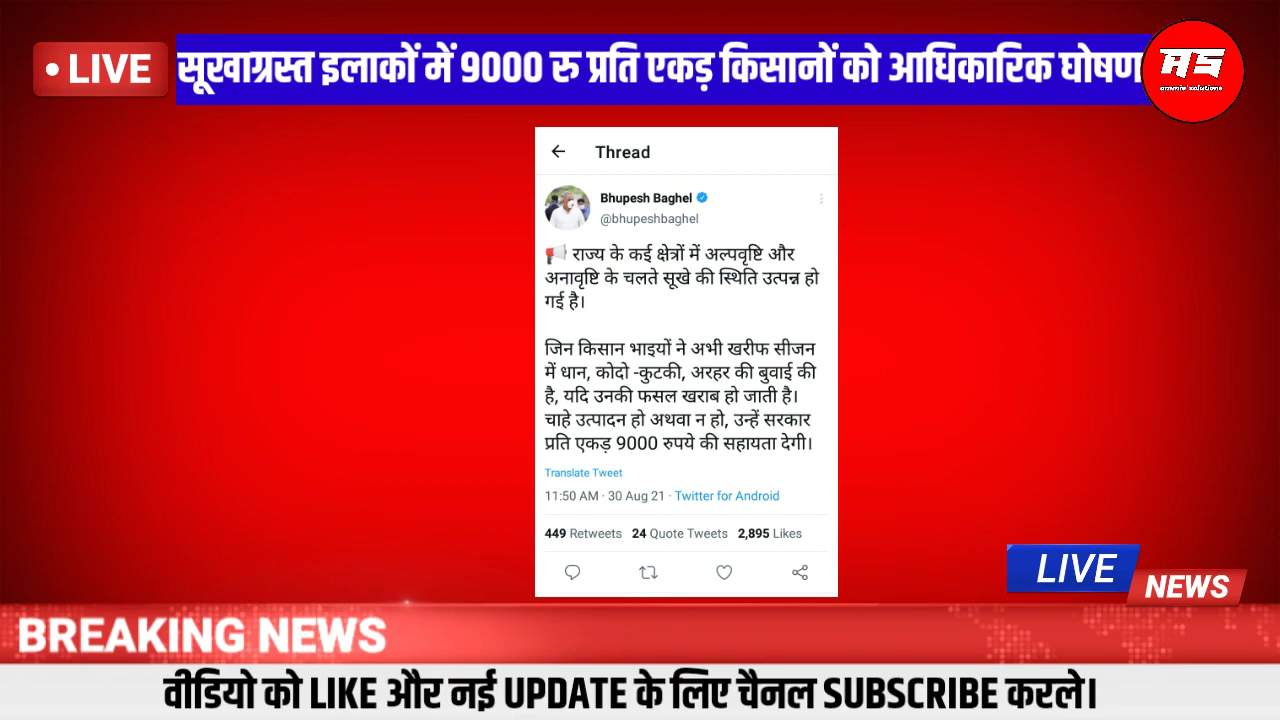 • LIVE
सूखाग्रस्त इलाकों में 9000 रु प्रति एकड़ किसानों को आधिकारिक घोषण
AS
ammie solutions
Thread
Bhupesh Baghel
@bhupeshbaghel
राज्य के कई क्षेत्रों में अल्पवृष्टि और
अनावृष्टि के चलते सूखे की स्थिति उत्पन्न हो
गई है।
जिन किसान भाइयों ने अभी खरीफ सीजन
में धान, कोदो -कुटकी, अरहर की बुवाई की
है, यदि उनकी फसल खराब हो जाती है।
चाहे उत्पादन हो अथवा न हो, उन्हें सरकार
प्रति एकड़ 9000 रुपये की सहायता देगी।
Translate Tweet
11:50 AM · 30 Aug 21 · Twitter for Android
449 Retweets 24 Quote Tweets 2,895 Likes
LIVE
NEWS
BREAKING NEWS
वीडियो को LIKE और नई UPDATE के लिए चैनल SUBSCRIBE करले।